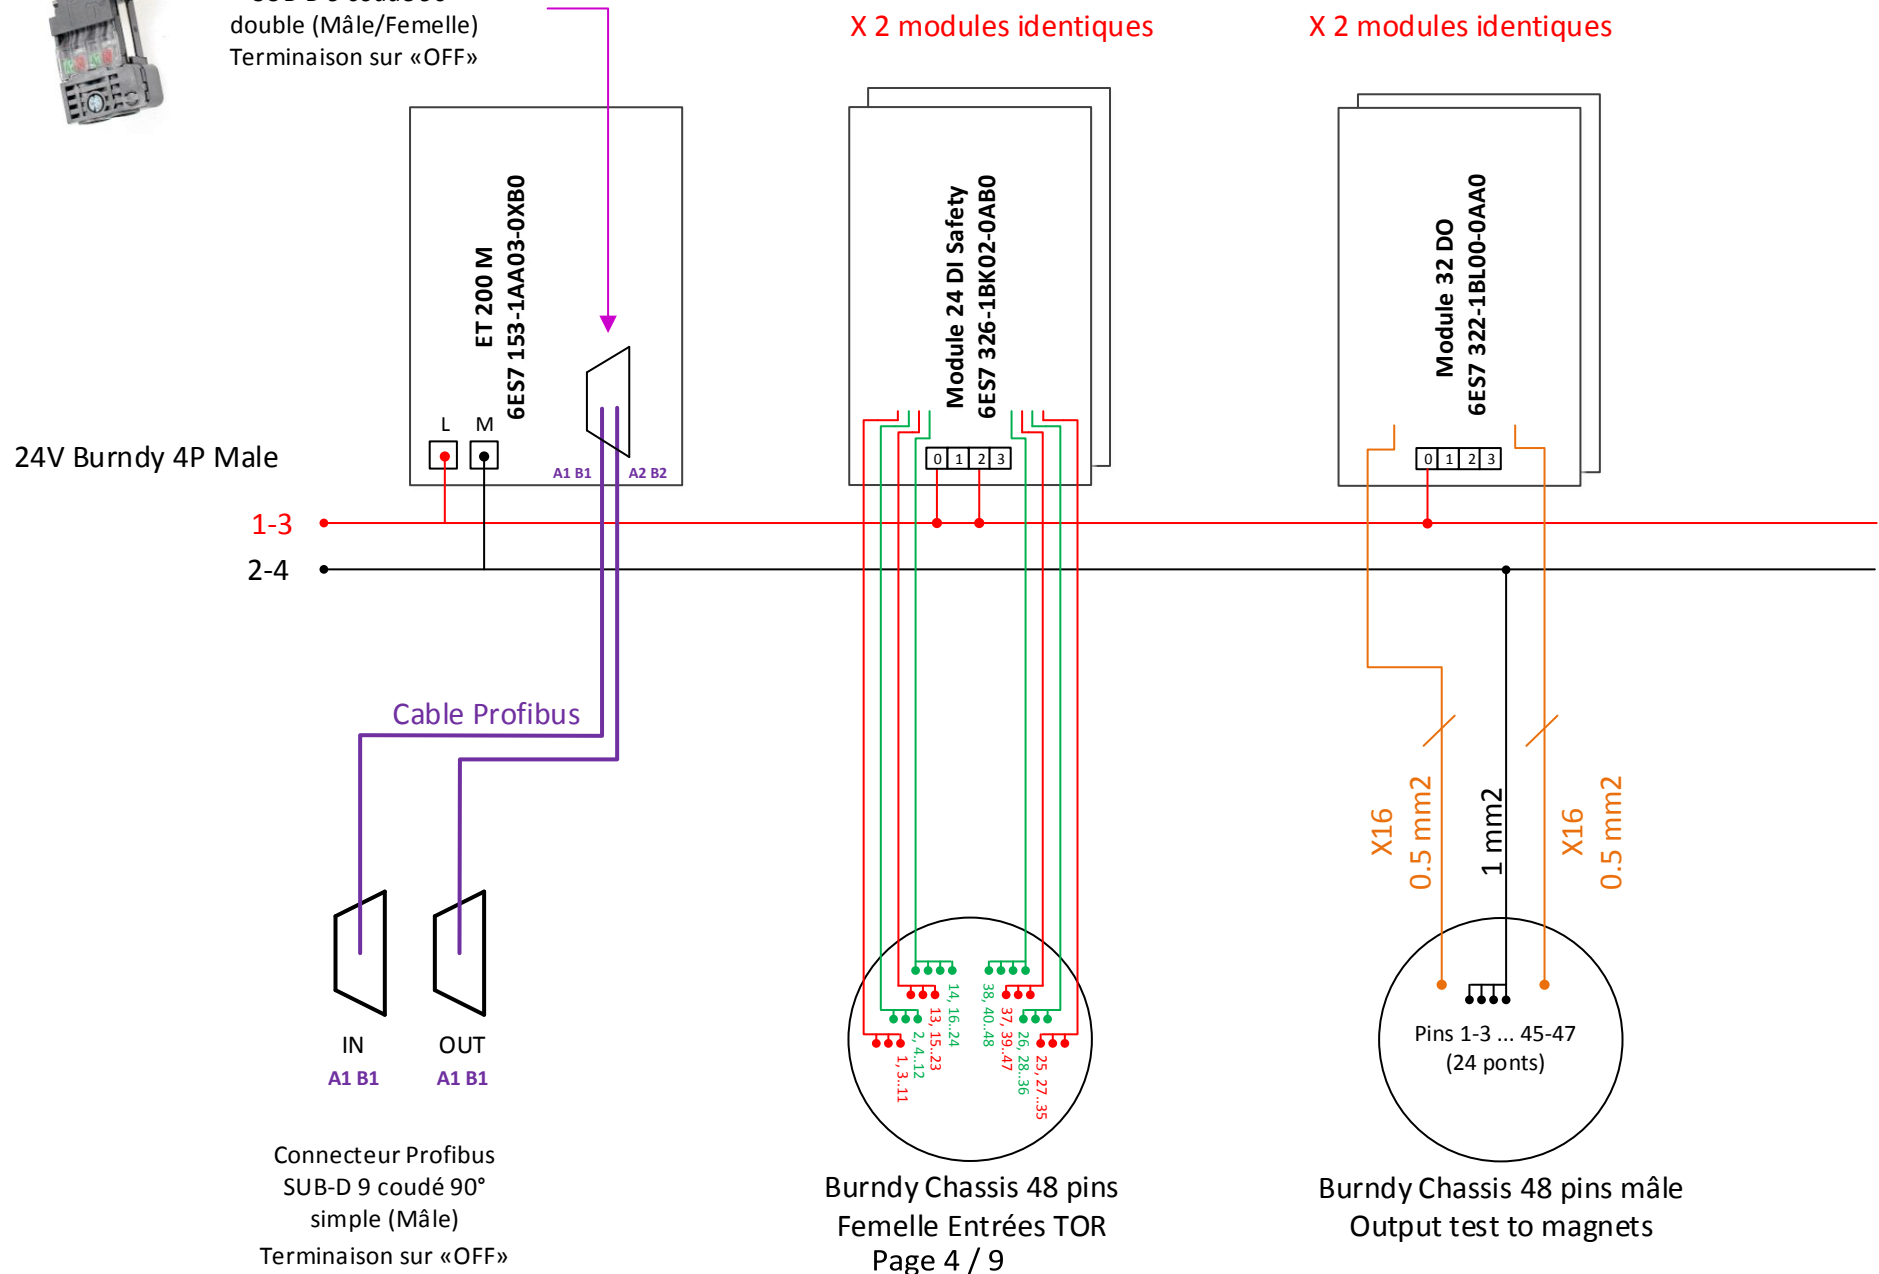 double (Mâle/Femelle)
Terminaison sur «OFF»
X 2 modules identiques
X 2 modules identiques
ET 200 M
6ES7 153-1AA03-0XB0
L M
A1 B1
A2 B2
Module 24 DI Safety
6ES7 326-1BK02-0AB0
0 1 2 3
Module 32 DO
6ES7 322-1BL00-0AA0
0 1 2 3
24V Burndy 4P Male
1-3
2-4
Cable Profibus
X16
0.5 mm2
1 mm2
X16
0.5 mm2
14, 16..24
13, 15..23
2, 4..12
1, 3..11
38, 40..48
37, 39..47
26, 28..36
25, 27..35
Pins 1-3 ... 45-47
(24 ponts)
IN
A1 B1
OUT
A1 B1
Connecteur Profibus
SUB-D 9 coudé 90°
simple (Mâle)
Terminaison sur «OFF»
Burndy Chassis 48 pins
Femelle Entrées TOR
Burndy Chassis 48 pins mâle
Output test to magnets
Page 4 / 9